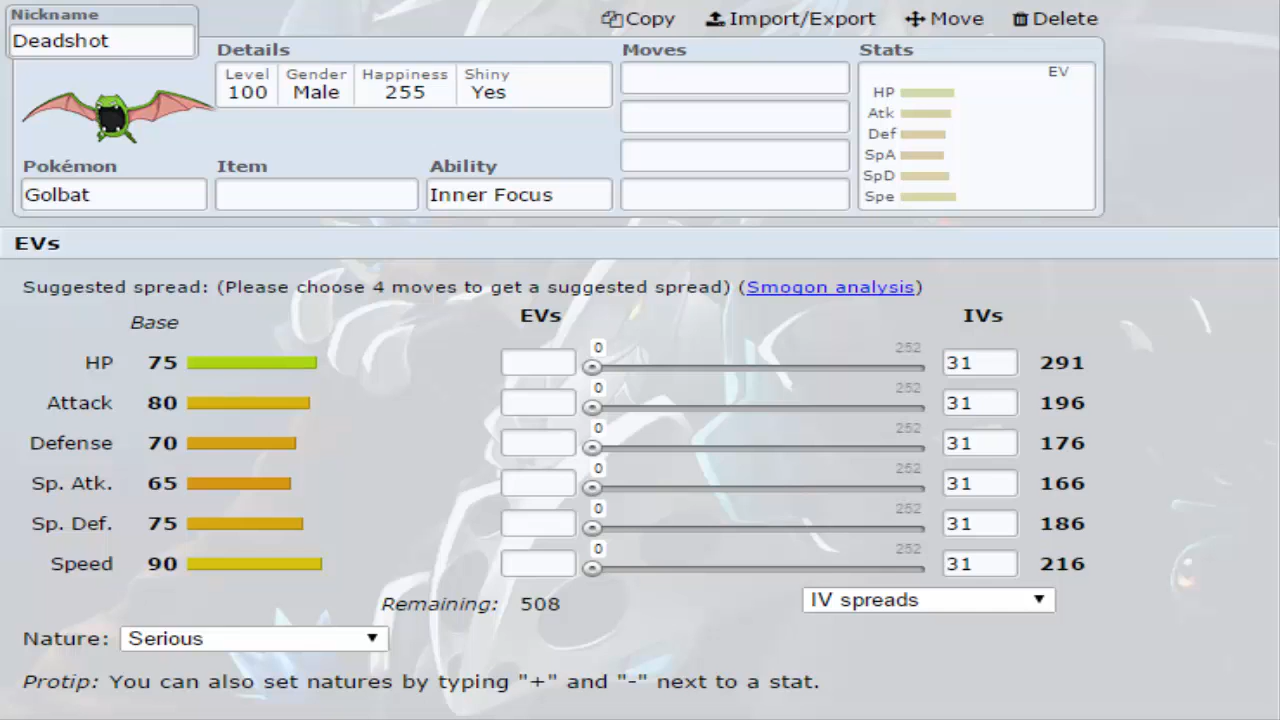 Nickname
Deadshot
Copy Import/Export Move Delete
Details
Level Gender Happiness Shiny
100 Male 255 Yes
Pokémon Item Ability
Golbat Inner Focus
Moves
Stats
EV
HP
Atk
Def
SpA
SpD
Spe
EVs
Suggested spread: (Please choose 4 moves to get a suggested spread) (Smogon analysis)
Base EVs IVs
HP 75 0 252 31 291
Attack 80 0 252 31 196
Defense 70 0 252 31 176
Sp. Atk. 65 0 252 31 166
Sp. Def. 75 0 252 31 186
Speed 90 0 252 31 216
Remaining: 508 IV spreads
Nature: Serious
Protip: You can also set natures by typing "+" and "-" next to a stat.